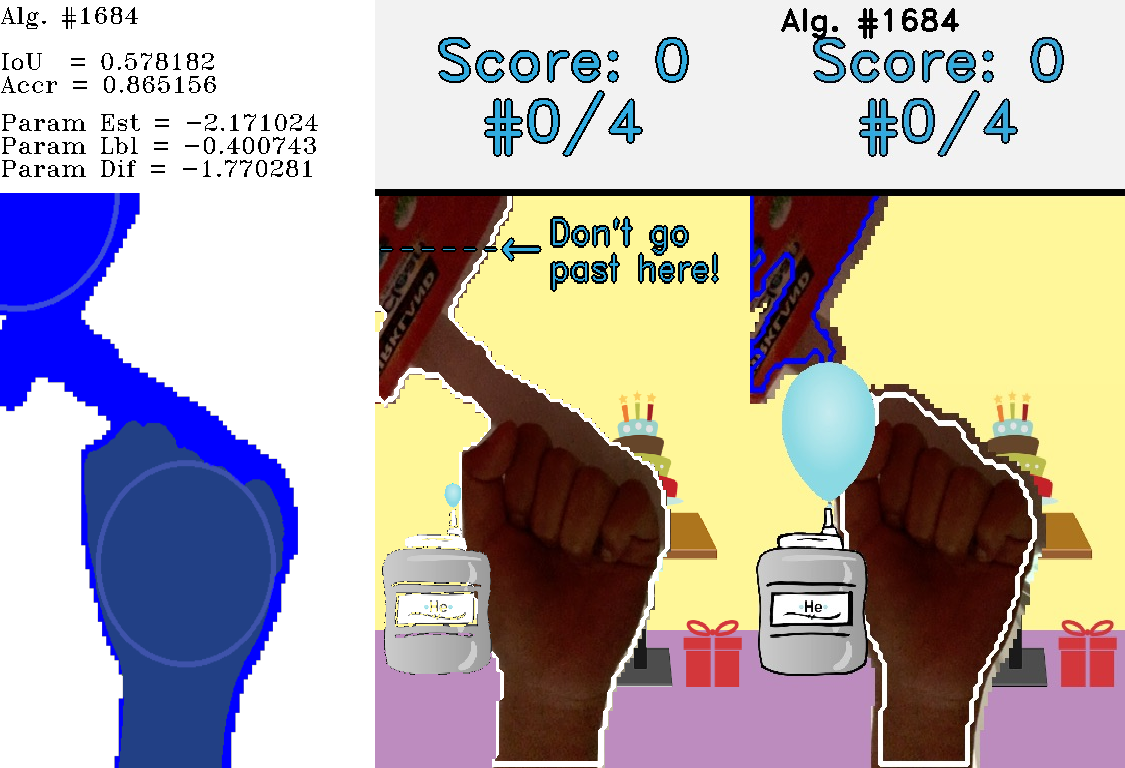 Alg. #1684
IoU = 0.578182
Accr = 0.865156
Param Est = −2.171024
Param Lbl = −0.400743
Param Dif = −1.770281
Score: 0
#0/4
Don't go
past here!
He
Alg. #1684
Score: 0
#0/4
He